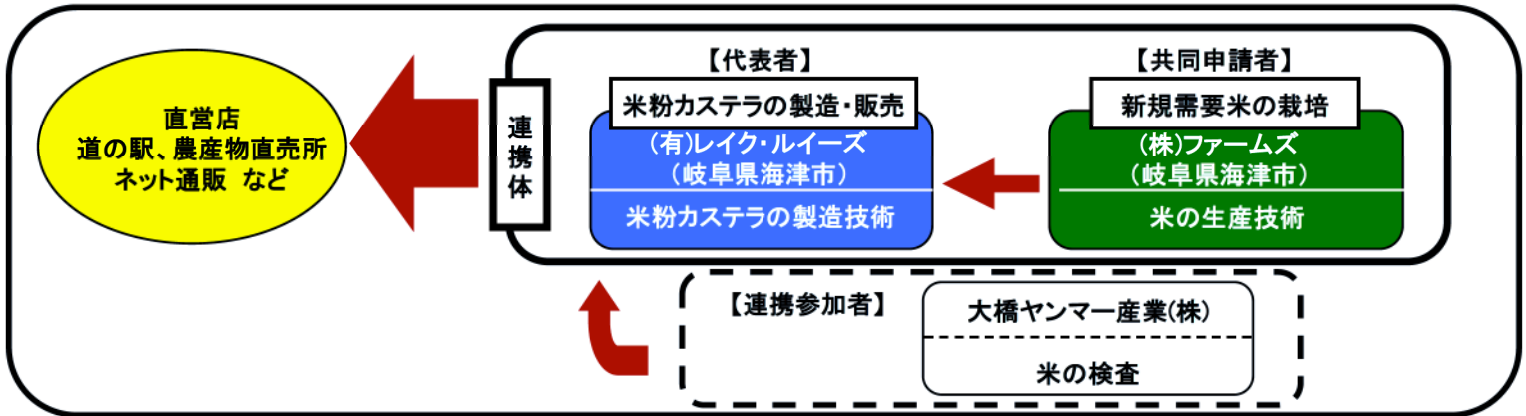 直営店
道の駅、農産物直売所
ネット通販 など
連携体
【代表者】
米粉カステラの製造・販売
(有)レイク・ルイーズ
(岐阜県海津市)
米粉カステラの製造技術
【共同申請者】
新規需要米の栽培
(株)ファームズ
(岐阜県海津市)
米の生産技術
【連携参加者】
大橋ヤンマー産業(株)
米の検査